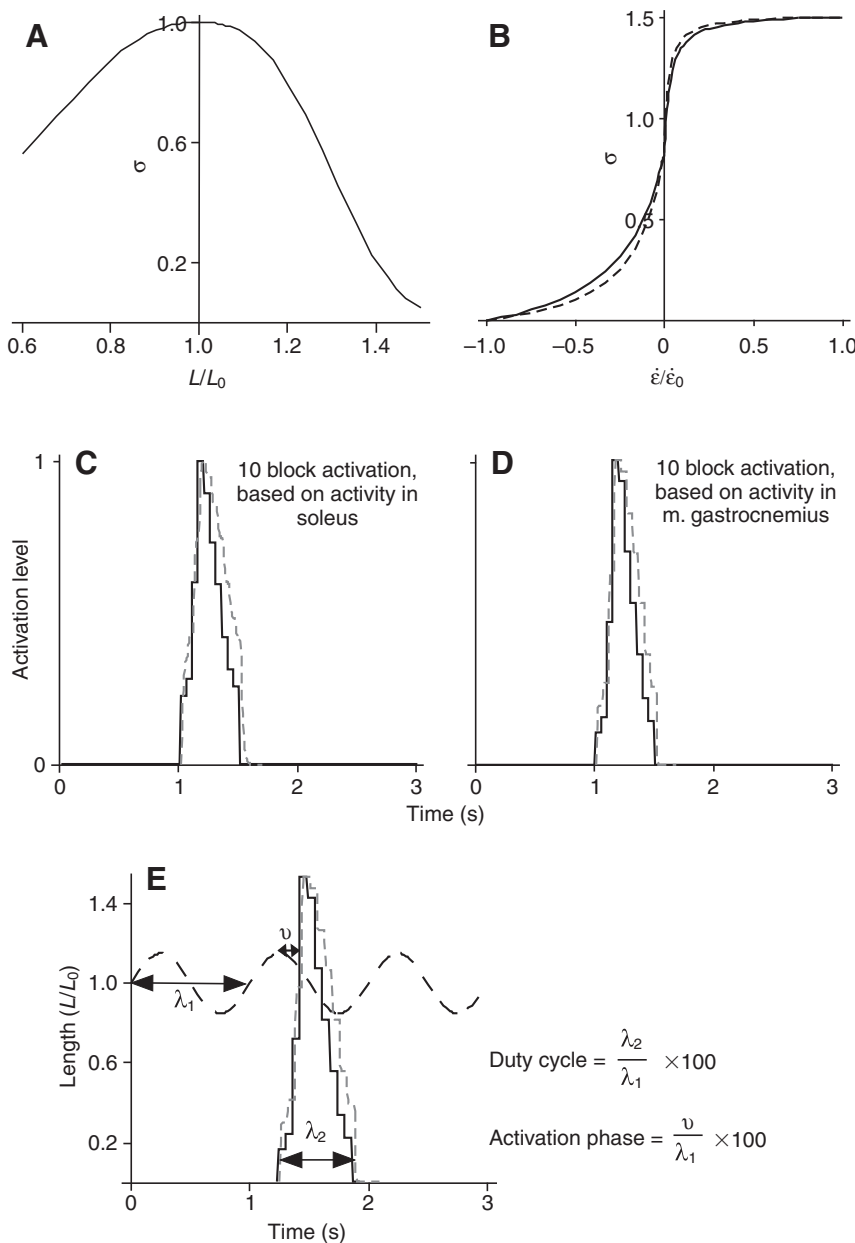 A
1.0
0.6
0.2
σ
0.6
0.8
1.0
1.2
1.4
L/L0
B
1.5
1.0
0.5
σ
−1.0
−0.5
0
0.5
1.0
ε̇/ε̇0
C
10 block activation,
based on activity in
soleus
1
0
Activation level
0
1
2
3
D
10 block activation,
based on activity in
m. gastrocnemius
0
1
2
3
Time (s)
E
1.4
1.0
0.6
0.2
Length (L/L0)
υ
λ1
λ2
0
1
2
3
Time (s)
Duty cycle = λ2/λ1 ×100
Activation phase = υ/λ1 ×100